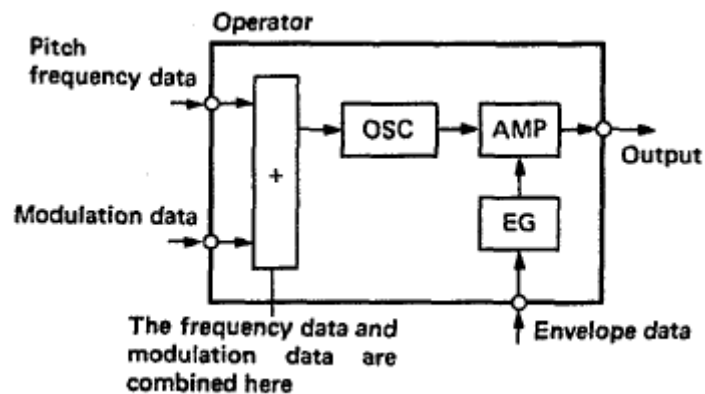 Operator
Pitch
frequency data
OSC
AMP
Output
+
EG
Modulation data
The frequency data and
modulation data are
combined here
Envelope data